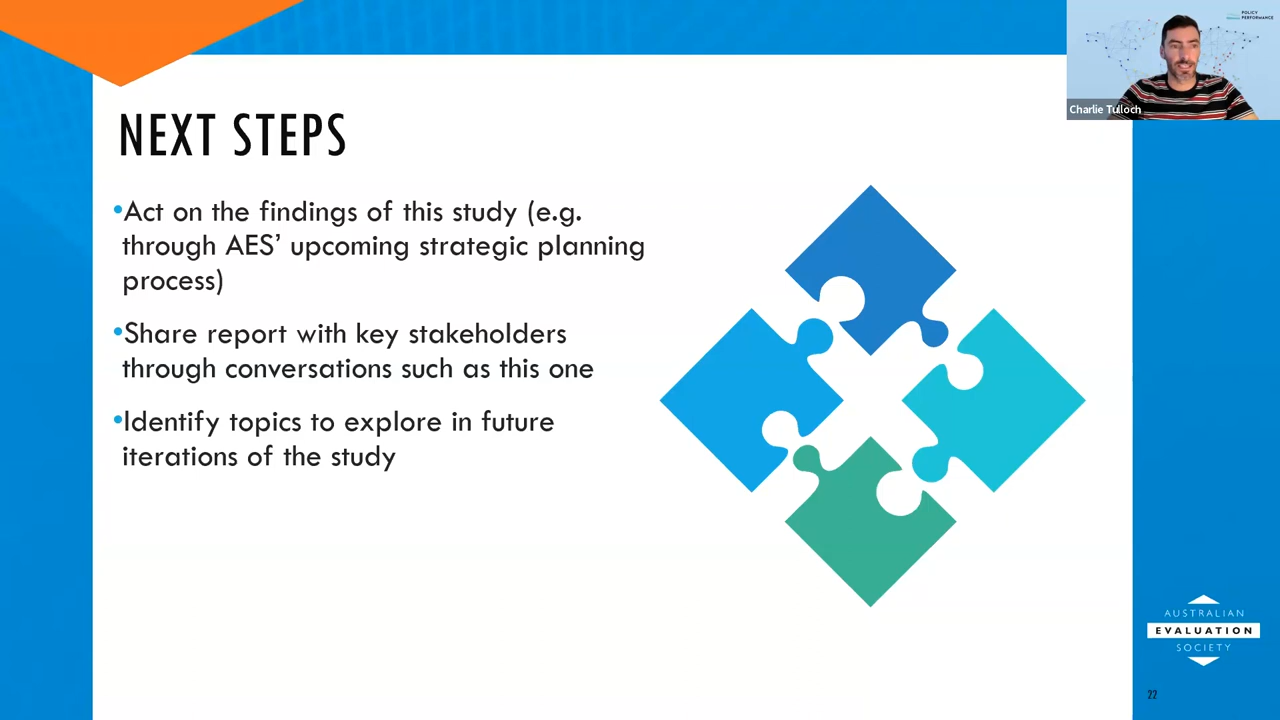 POLICY
PERFORMANCE
Charlie Tulloch
NEXT STEPS
•Act on the findings of this study (e.g.
through AES’ upcoming strategic planning
process)
•Share report with key stakeholders
through conversations such as this one
•Identify topics to explore in future
iterations of the study
AUSTRALIAN
EVALUATION
SOCIETY
22